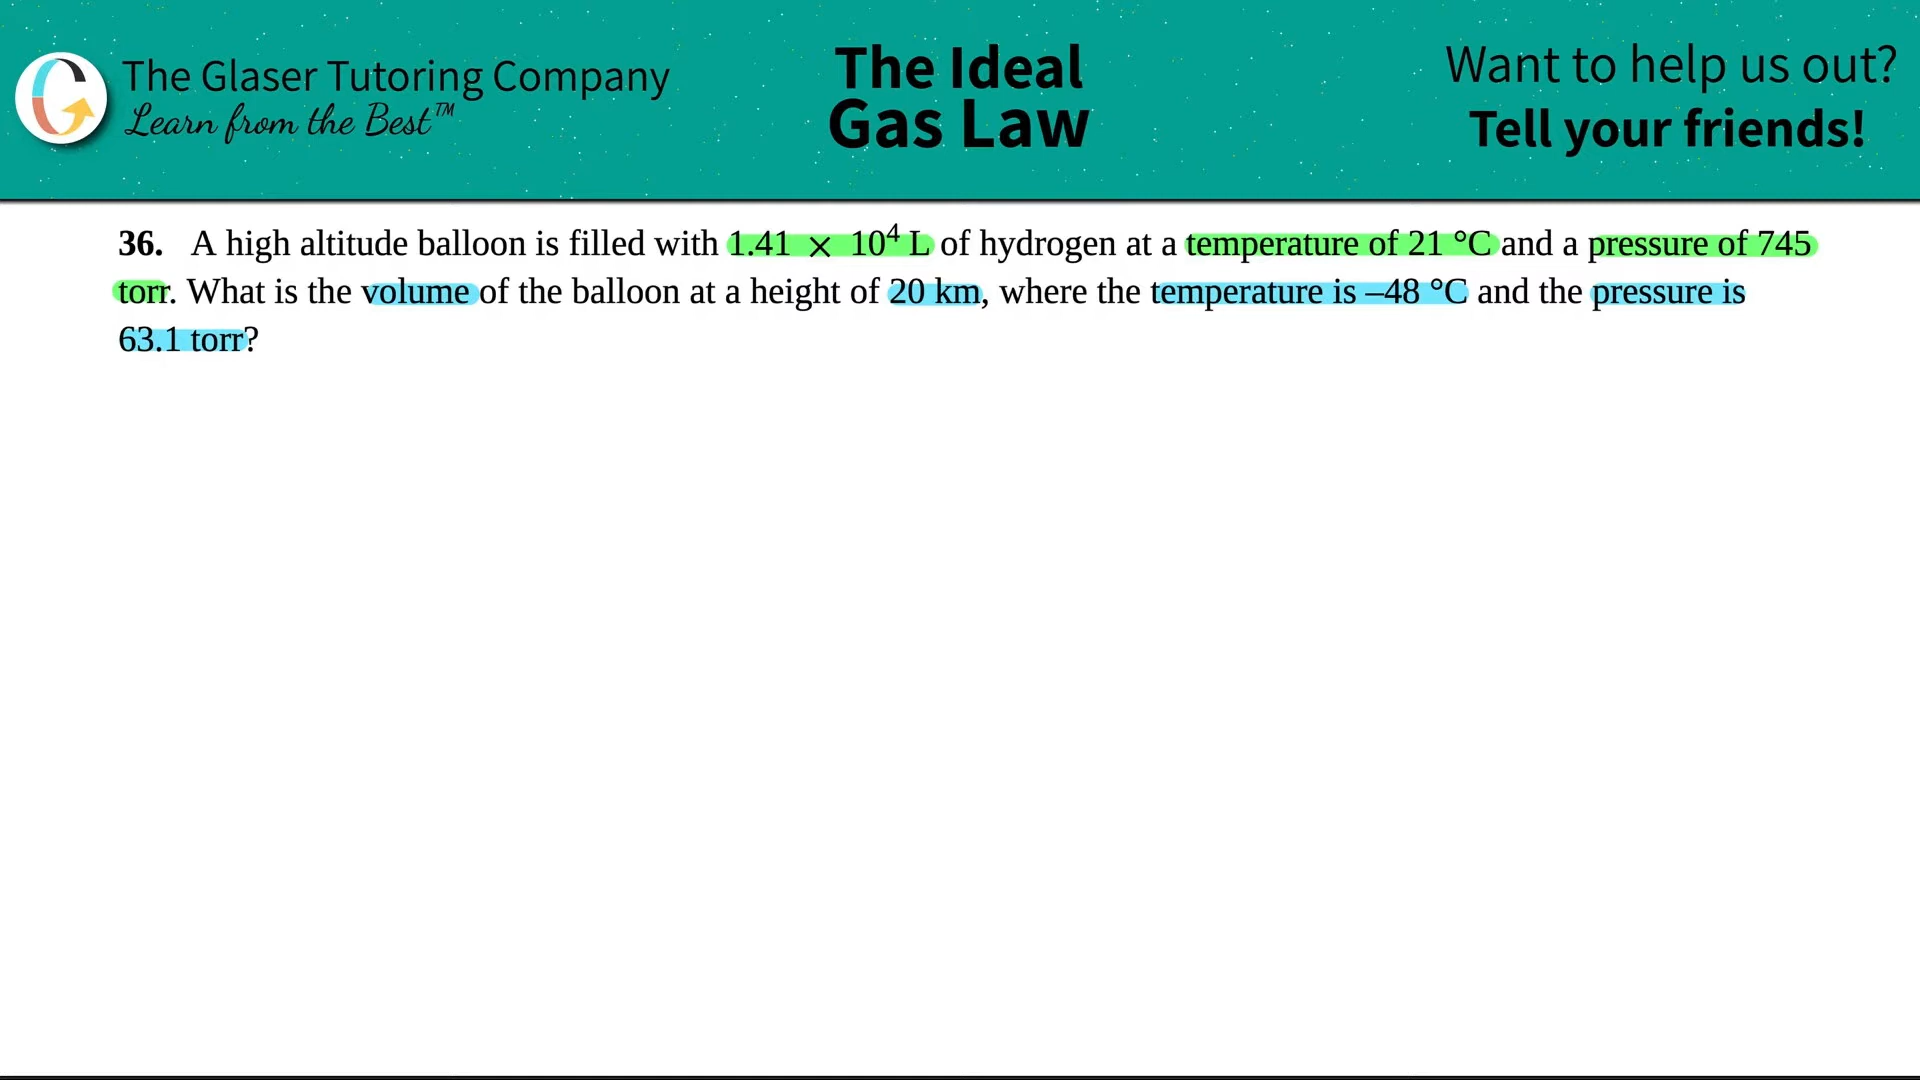 The Glaser Tutoring Company
Learn from the Best™
The Ideal
Gas Law
Want to help us out?
Tell your friends!
36. A high altitude balloon is filled with 1.41 × 10⁴ L of hydrogen at a temperature of 21 °C and a pressure of 745
torr. What is the volume of the balloon at a height of 20 km, where the temperature is –48 °C and the pressure is
63.1 torr?